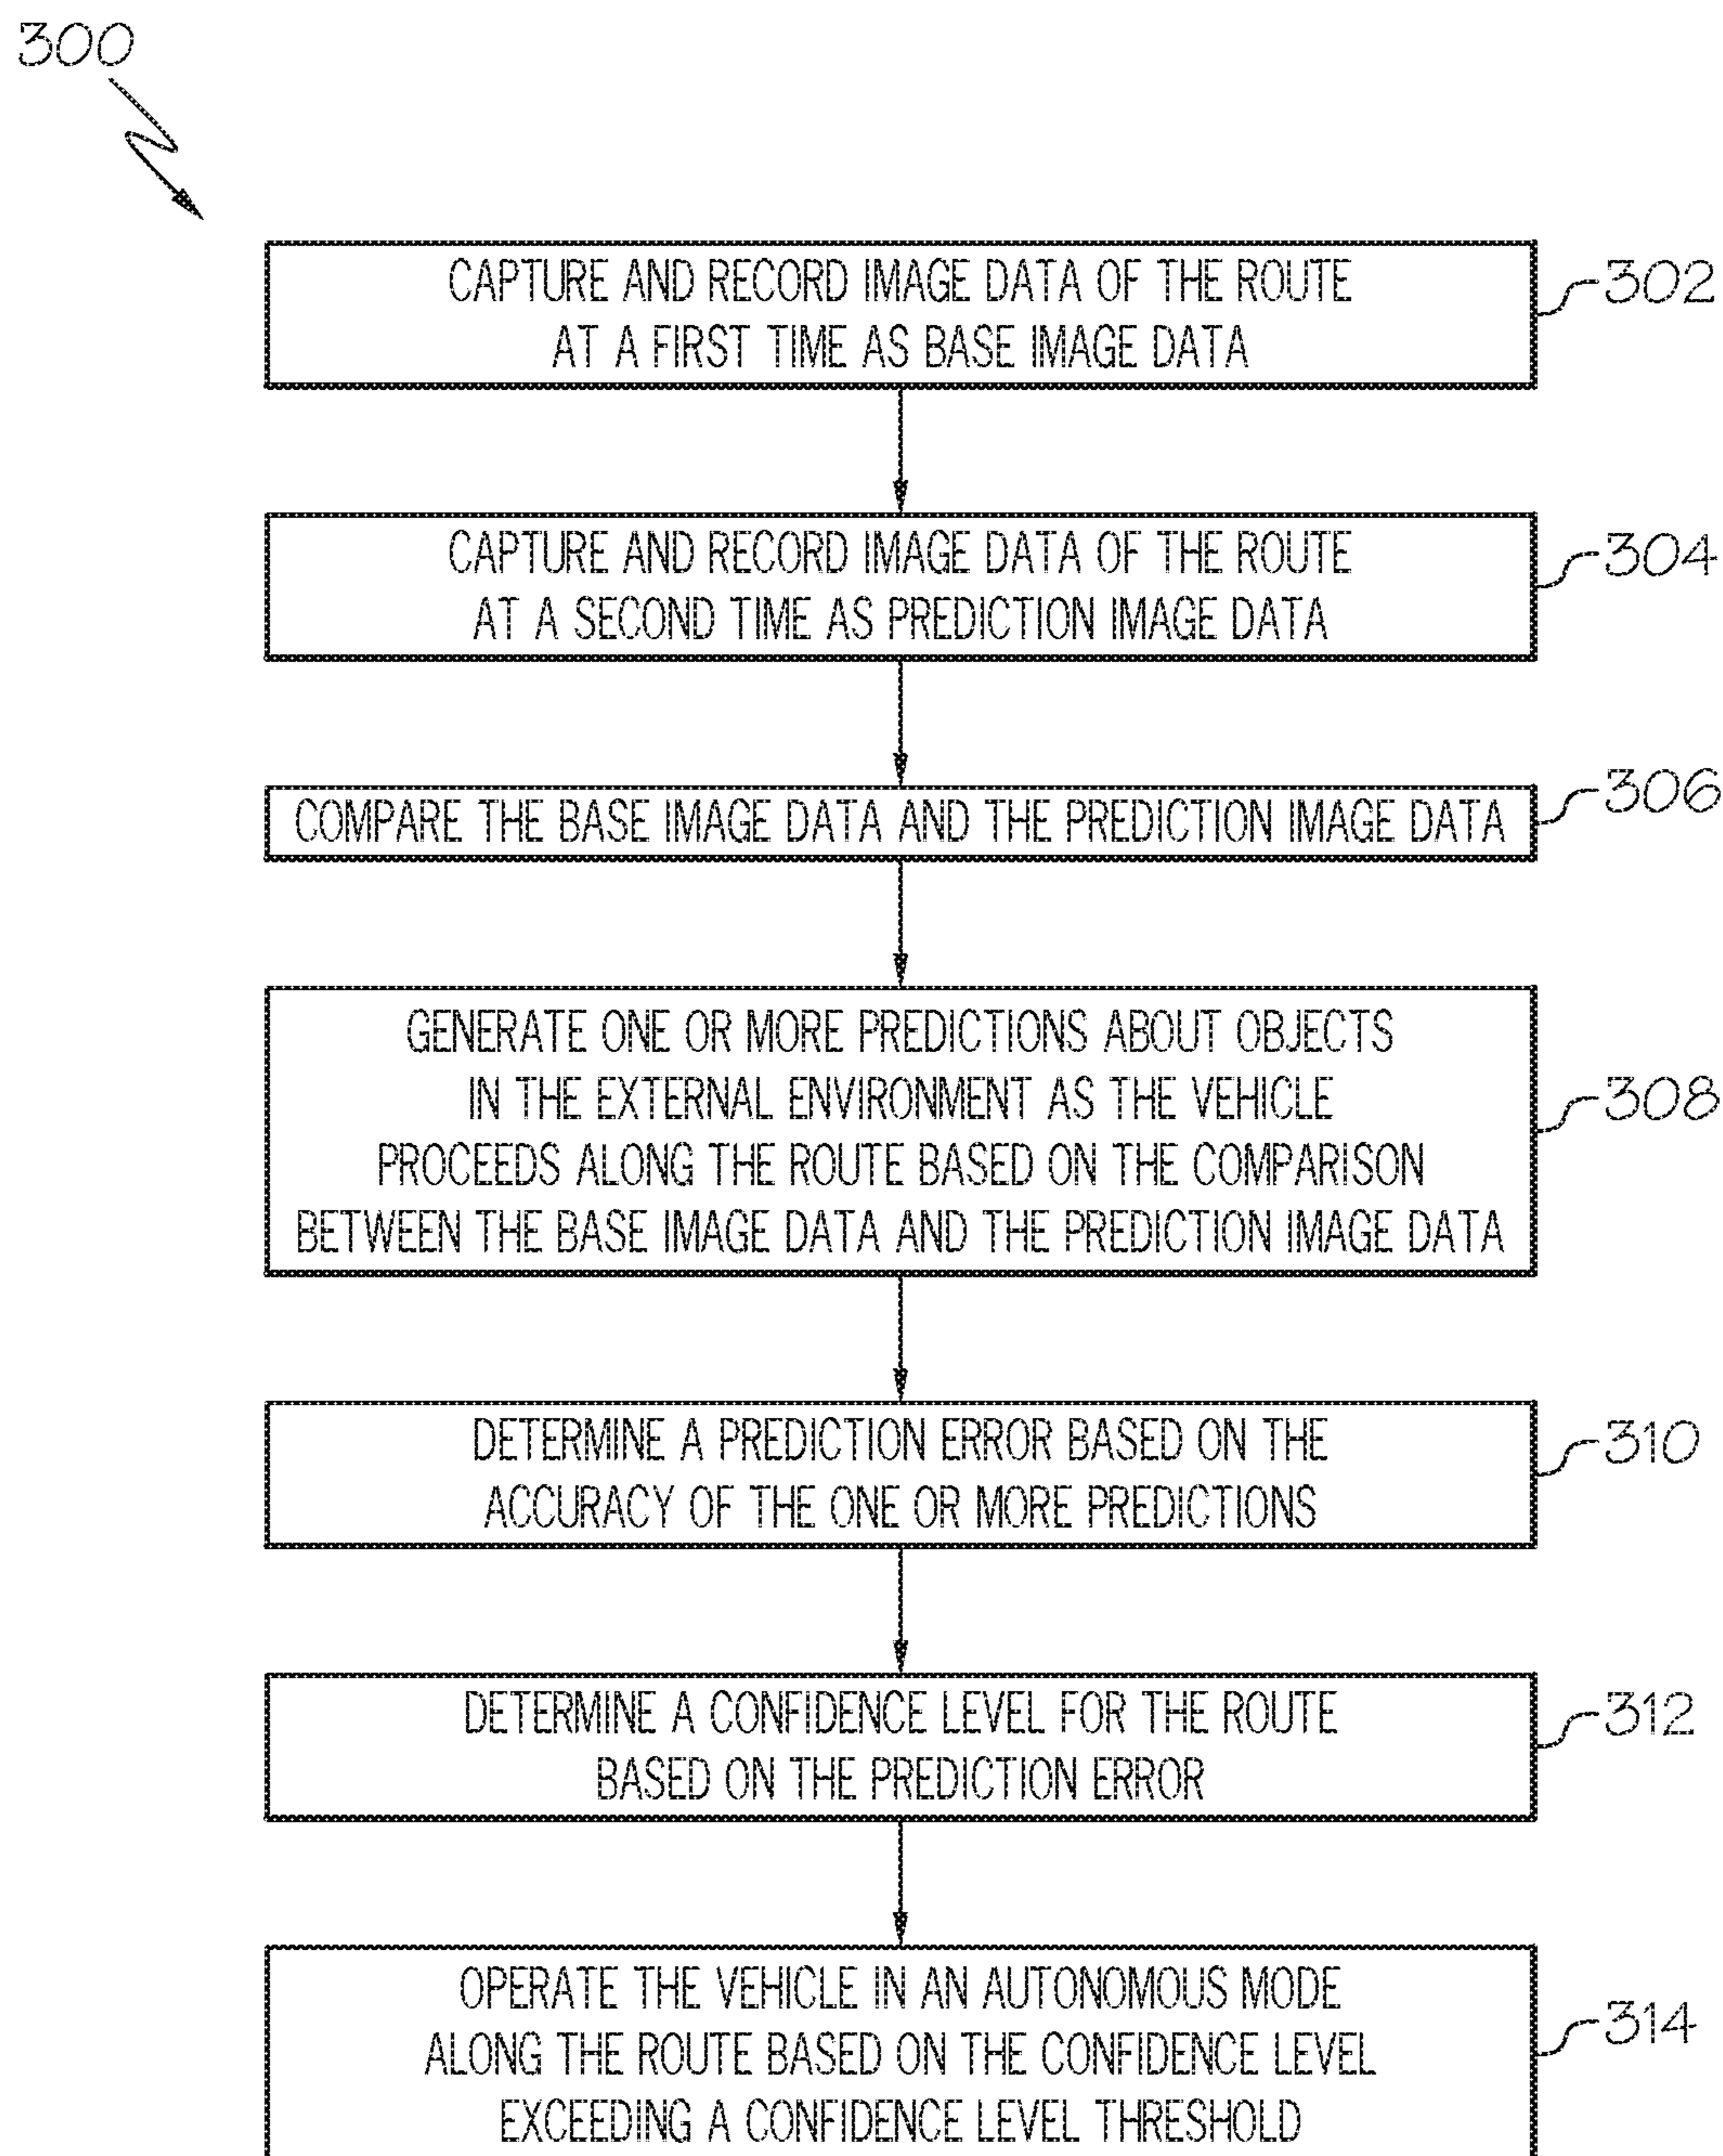 300
CAPTURE AND RECORD IMAGE DATA OF THE ROUTE
AT A FIRST TIME AS BASE IMAGE DATA
302
CAPTURE AND RECORD IMAGE DATA OF THE ROUTE
AT A SECOND TIME AS PREDICTION IMAGE DATA
304
COMPARE THE BASE IMAGE DATA AND THE PREDICTION IMAGE DATA
306
GENERATE ONE OR MORE PREDICTIONS ABOUT OBJECTS
IN THE EXTERNAL ENVIRONMENT AS THE VEHICLE
PROCEEDS ALONG THE ROUTE BASED ON THE COMPARISON
BETWEEN THE BASE IMAGE DATA AND THE PREDICTION IMAGE DATA
308
DETERMINE A PREDICTION ERROR BASED ON THE
ACCURACY OF THE ONE OR MORE PREDICTIONS
310
DETERMINE A CONFIDENCE LEVEL FOR THE ROUTE
BASED ON THE PREDICTION ERROR
312
OPERATE THE VEHICLE IN AN AUTONOMOUS MODE
ALONG THE ROUTE BASED ON THE CONFIDENCE LEVEL
EXCEEDING A CONFIDENCE LEVEL THRESHOLD
314